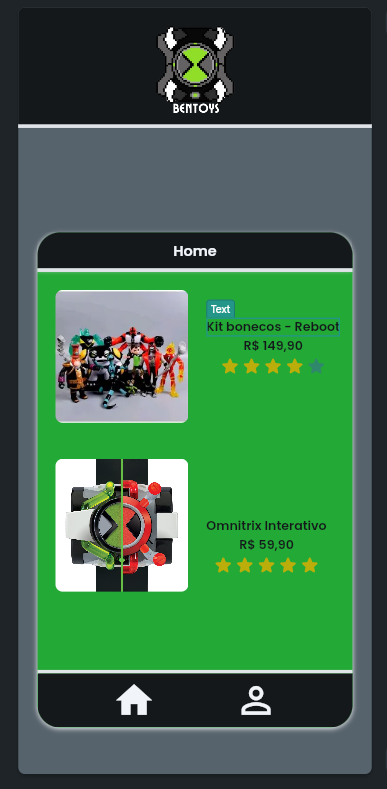 BENTOYS
Home
Text
Kit bonecos - Reboot
R$ 149,90
Omnitrix Interativo
R$ 59,90